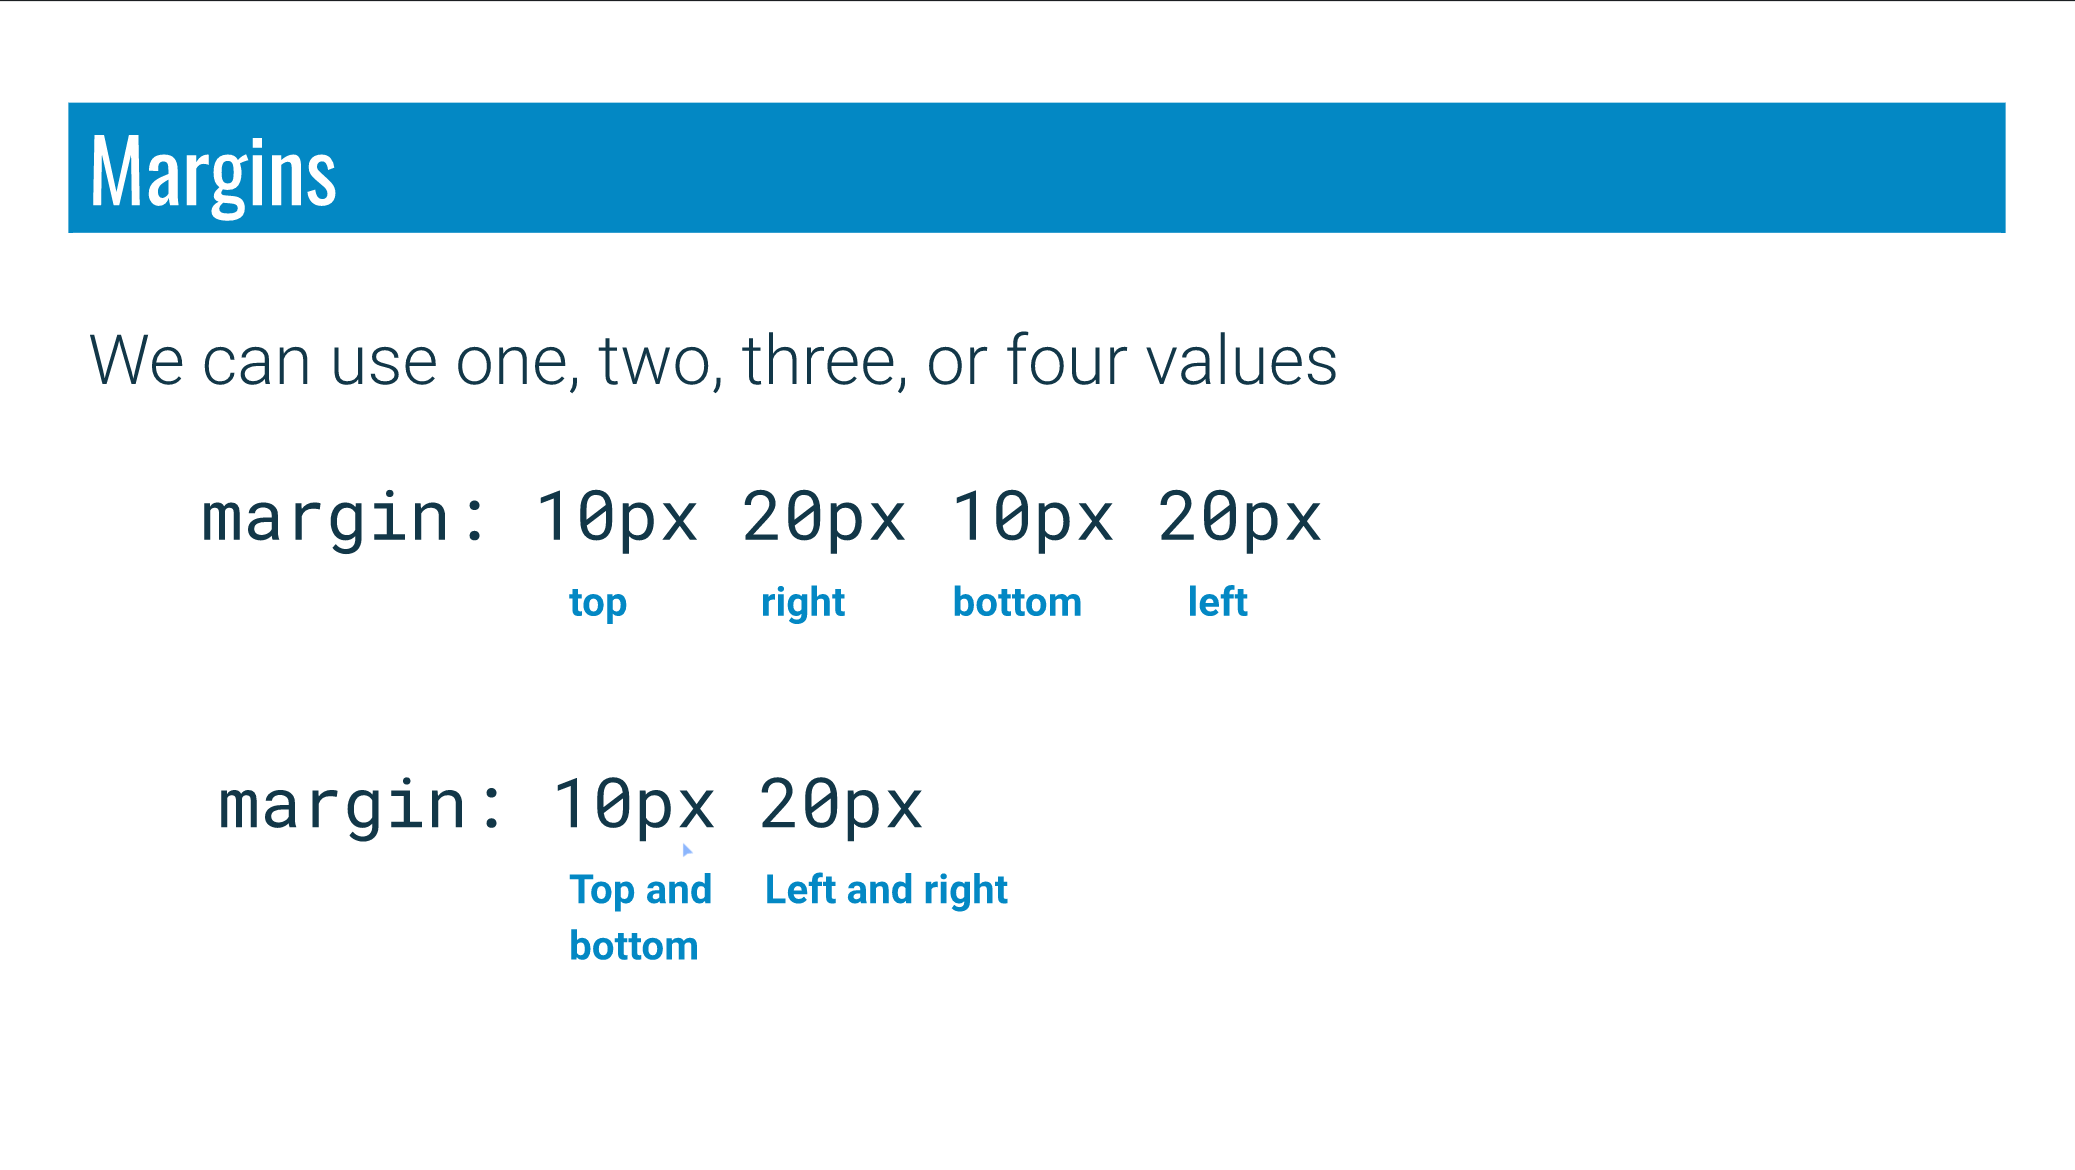 Margins
We can use one, two, three, or four values
margin: 10px 20px 10px 20px
top right bottom left
margin: 10px 20px
Top and Left and right
bottom